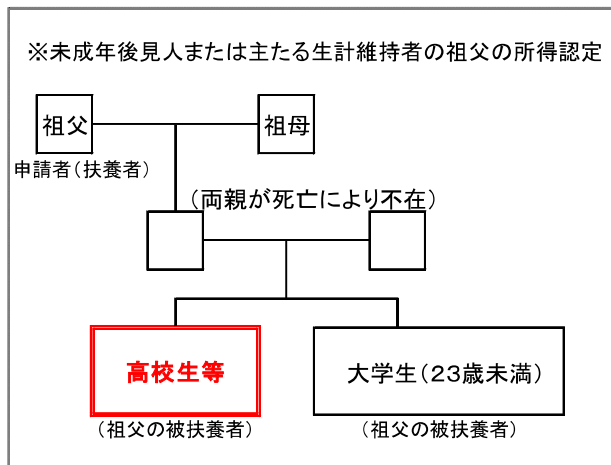 ※未成年後見人または主たる生計維持者の祖父の所得認定
祖父
祖母
申請者(扶養者)
(両親が死亡により不在)
高校生等
大学生(23歳未満)
(祖父の被扶養者)
(祖父の被扶養者)